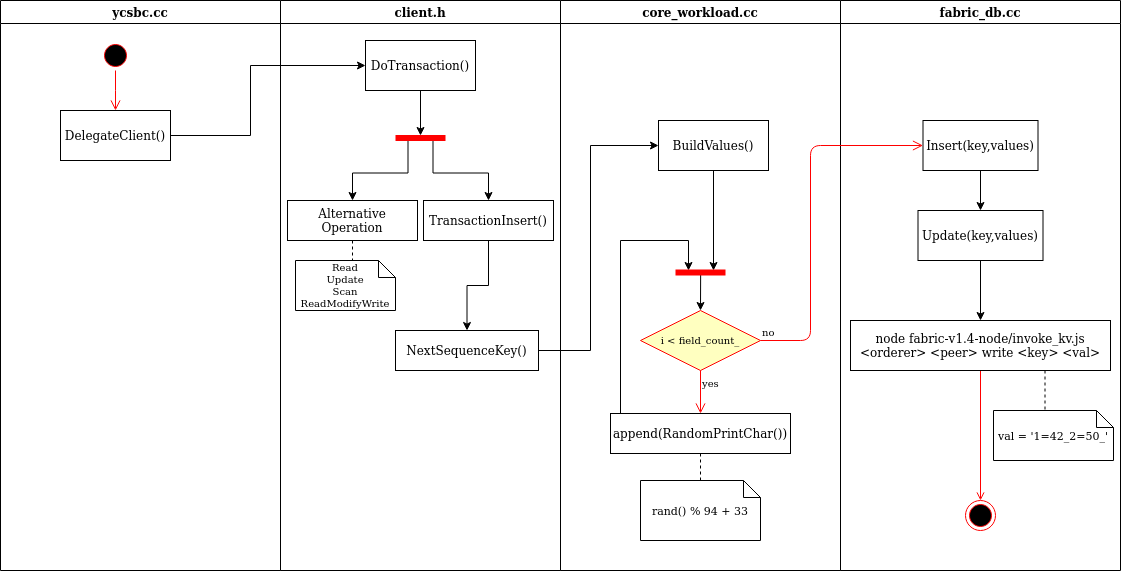 ycsbc.cc
client.h
core_workload.cc
fabric_db.cc
DelegateClient()
DoTransaction()
Alternative
Operation
TransactionInsert()
Read
Update
Scan
ReadModifyWrite
NextSequenceKey()
BuildValues()
i < field_count_
no
yes
append(RandomPrintChar())
rand() % 94 + 33
Insert(key,values)
Update(key,values)
node fabric-v1.4-node/invoke_kv.js
<orderer> <peer> write <key> <val>
val = '1=42_2=50_'